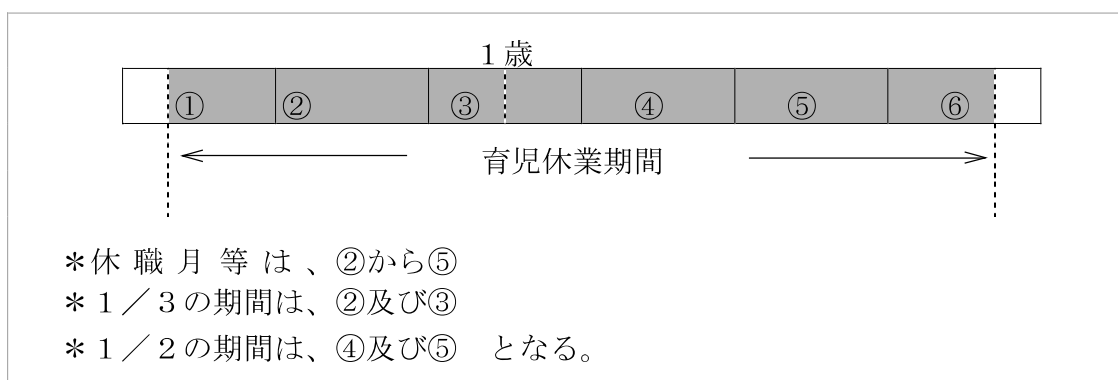 １歳
① ② ③ ④ ⑤ ⑥
育児休業期間
＊休職月等は、②から⑤
＊１／３の期間は、②及び③
＊１／２の期間は、④及び⑤　となる。